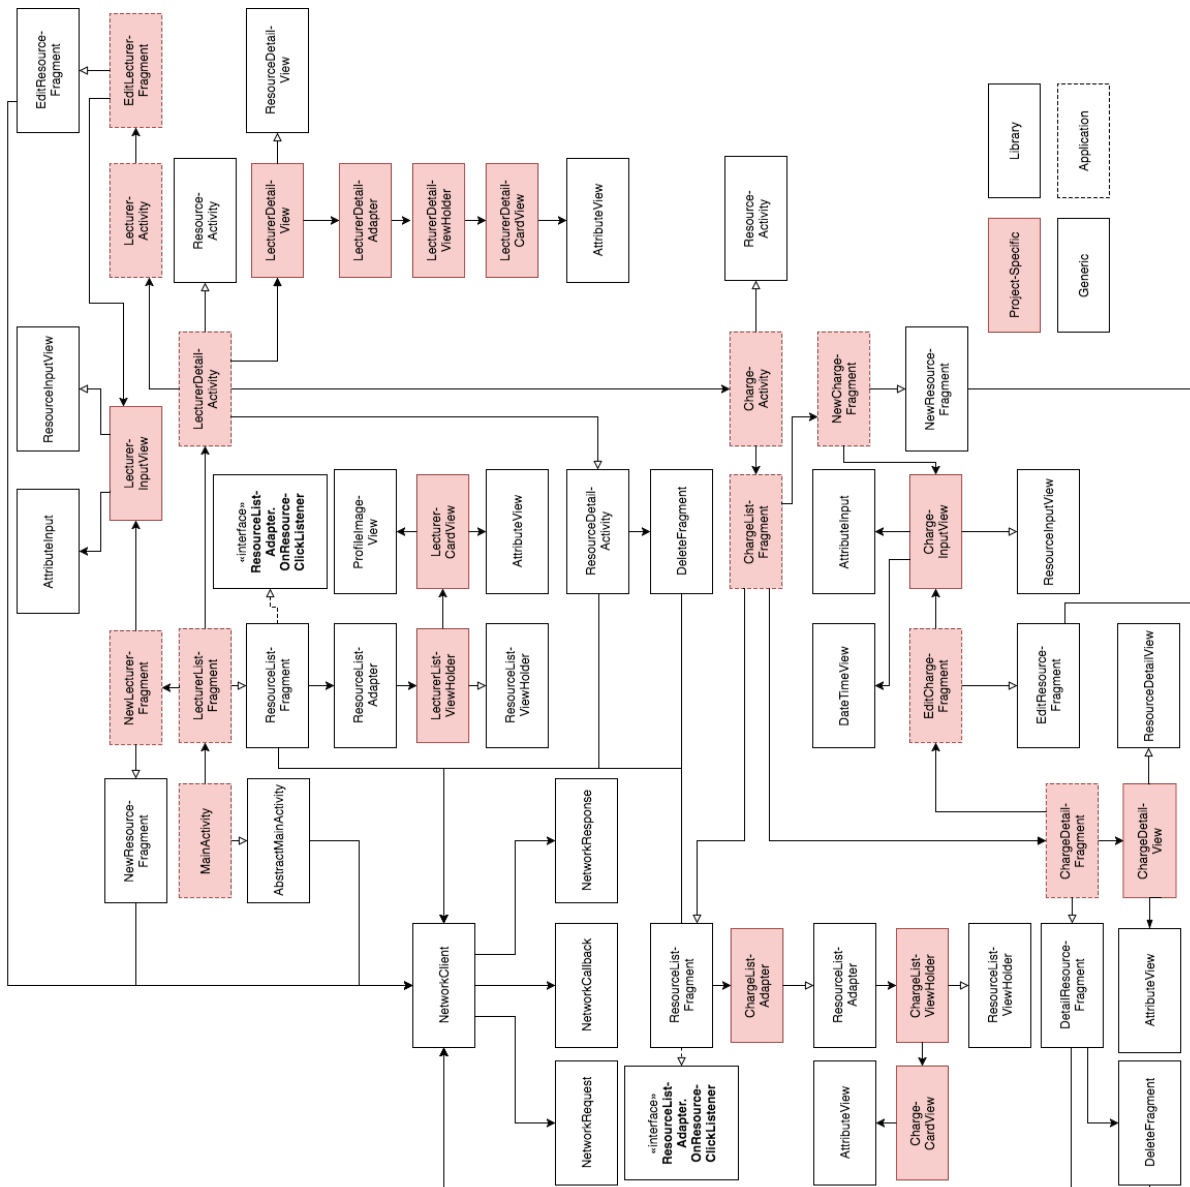 EditResource-
Fragment
EditLecturer-
Fragment
ResourceDetail-
View
Library
Application
Lecturer-
Activity
Resource-
Activity
LecturerDetail-
View
LecturerDetail-
Adapter
LecturerDetail-
ViewHolder
LecturerDetail-
CardView
AttributeView
Resource-
Activity
Project-Specific
Generic
ResourceInputView
Lecturer-
InputView
LecturerDetail-
Activity
Charge-
Activity
NewCharge-
Fragment
NewResource-
Fragment
AttributeInput
«interface»
ResourceList-
Adapter.
OnResource-
ClickListener
ProfileImage-
View
Lecturer-
CardView
AttributeView
ResourceDetail-
Activity
DeleteFragment
ChargeList-
Fragment
AttributeInput
Charge-
InputView
ResourceInputView
NewLecturer-
Fragment
LecturerList-
Fragment
ResourceList-
Fragment
ResourceList-
Adapter
LecturerList-
ViewHolder
ResourceList-
ViewHolder
DateTimeView
EditCharge-
Fragment
EditResource-
Fragment
ResourceDetailView
NewResource-
Fragment
MainActivity
AbstractMainActivity
NetworkResponse
ChargeDetail-
Fragment
ChargeDetail-
View
NetworkClient
NetworkCallback
ResourceList-
Fragment
ChargeList-
Adapter
ResourceList-
Adapter
ChargeList-
ViewHolder
ResourceList-
ViewHolder
DetailResource-
Fragment
AttributeView
NetworkRequest
«interface»
ResourceList-
Adapter.
OnResource-
ClickListener
AttributeView
Charge-
CardView
DeleteFragment